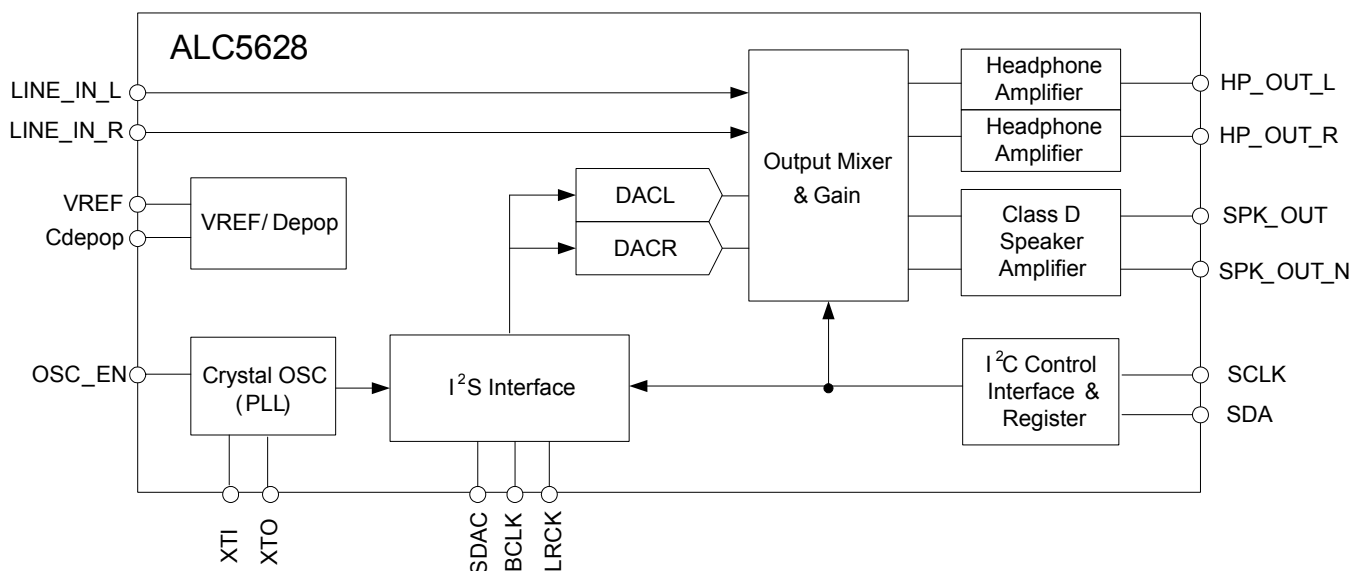 ALC5628
LINE_IN_L
LINE_IN_R
VREF
Cdepop
OSC_EN
VREF/Depop
Crystal OSC
(PLL)
I²S Interface
DACL
DACR
Output Mixer
& Gain
Headphone
Amplifier
Headphone
Amplifier
Class D
Speaker
Amplifier
I²C Control
Interface &
Register
HP_OUT_L
HP_OUT_R
SPK_OUT
SPK_OUT_N
SCLK
SDA
XTI
XTO
SDAC
BCLK
LRCK